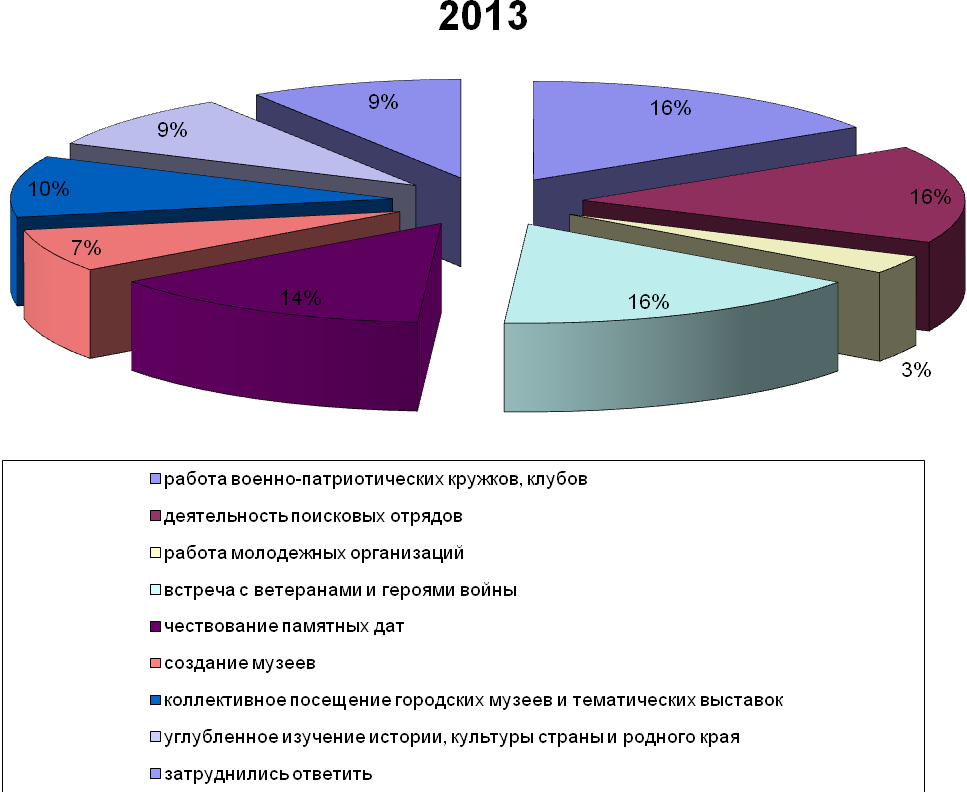 2013
9%
16%
9%
10%
16%
7%
14%
16%
3%
работа военно-патриотических кружков, клубов
деятельность поисковых отрядов
работа молодежных организаций
встреча с ветеранами и героями войны
чествование памятных дат
создание музеев
коллективное посещение городских музеев и тематических выставок
углубленное изучение истории, культуры страны и родного края
затруднились ответить